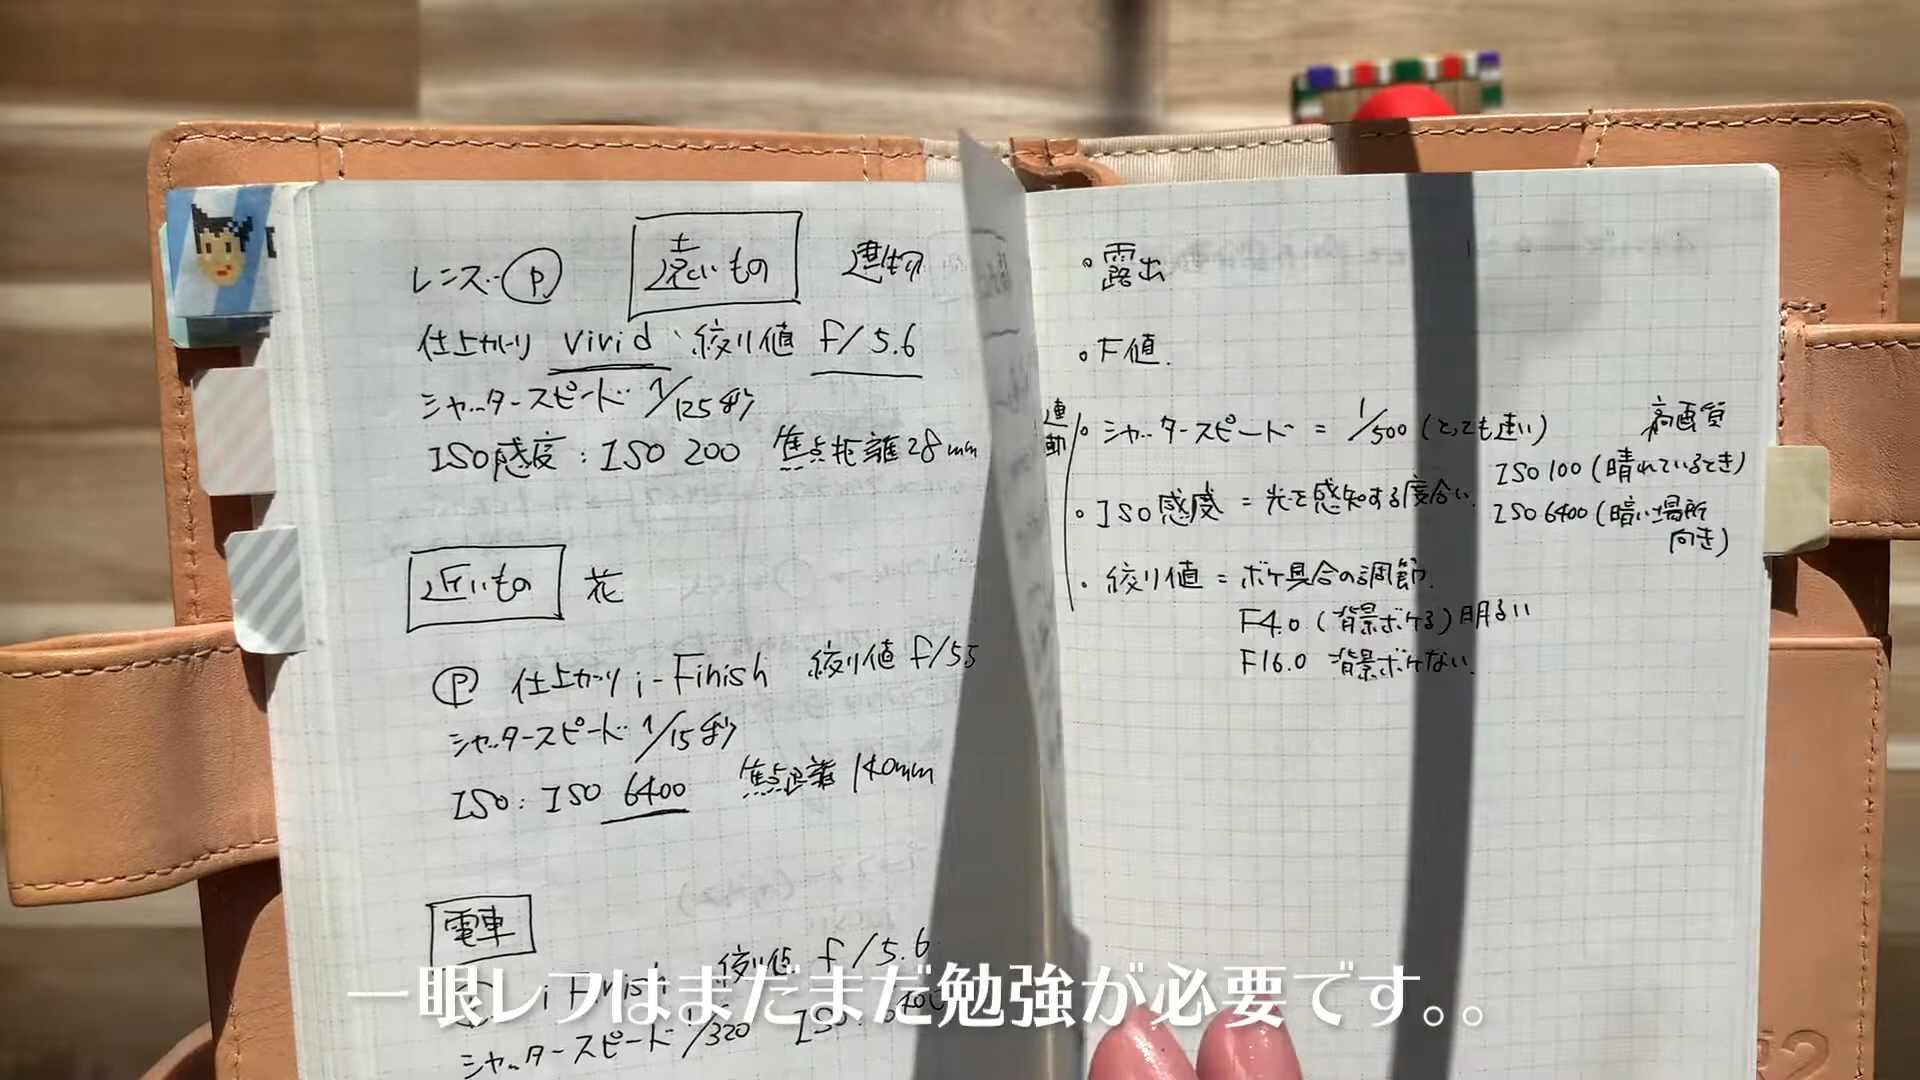 レンズ:P 遠いもの 建物
仕上がり vivid 絞り値 f/5.6
シャッタースピード 1/125秒
ISO感度:ISO 200 焦点距離28mm
近いもの 花
P 仕上がり i-Finish 絞り値 f/5.5
シャッタースピード 1/15秒
ISO:ISO 6400 焦点距離 140mm
電車
i Finish 絞り値 f/5.6
シャッタースピード 1/320 ISO 6400
。露出
。F値.
連動
。シャッタースピード = 1/500(とっても速い)
高画質
ISO 100(晴れているとき)
。ISO感度 = 光を感知する度合い.
ISO 6400(暗い場所
向き)
・絞り値 = ボケ具合の調節.
F4.0(背景ボケる)明るい
F16.0 背景ボケない.
一眼レフはまだまだ勉強が必要です。。